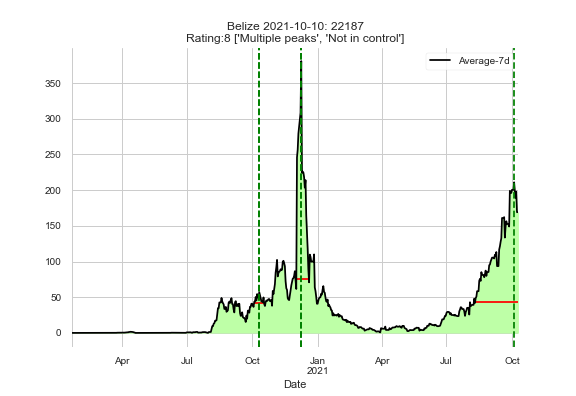 Belize 2021-10-10: 22187
Rating:8 ['Multiple peaks', 'Not in control']
Average-7d
350
300
250
200
150
100
50
0
Apr Jul Oct Jan Apr Jul Oct
2021
Date